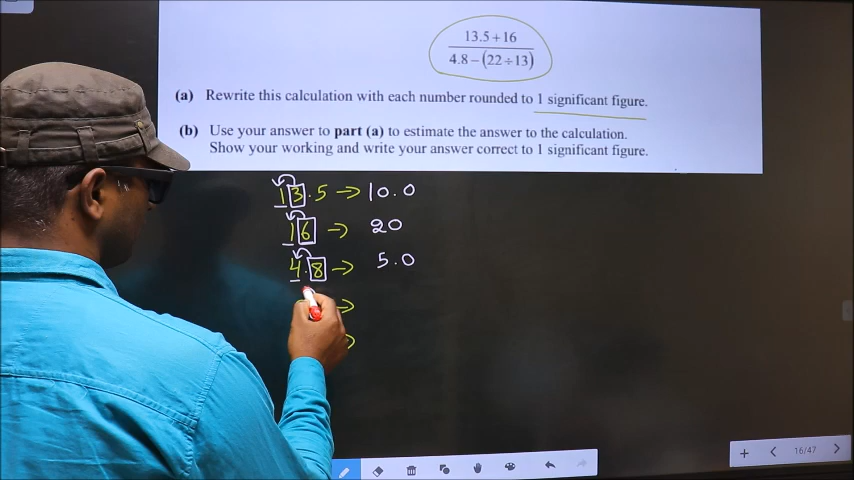 13.5 + 16
4.8 – (22 ÷ 13)
(a) Rewrite this calculation with each number rounded to 1 significant figure.
(b) Use your answer to part (a) to estimate the answer to the calculation.
Show your working and write your answer correct to 1 significant figure.
13.5 → 10.0
16 → 20
4.8 → 5.0
→
→
16/47